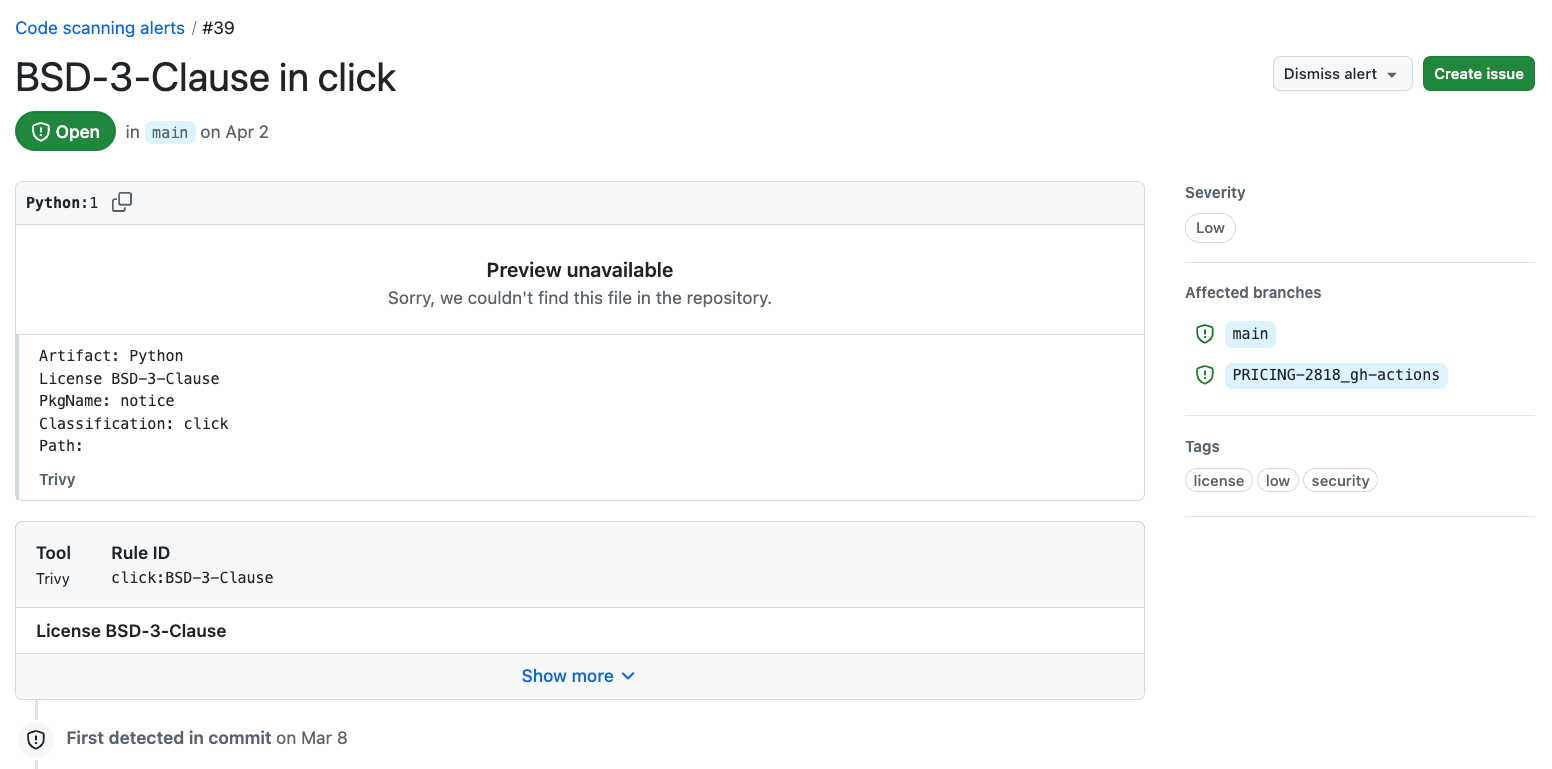 Code scanning alerts / #39
BSD-3-Clause in click
Dismiss alert
Create issue
Open in main on Apr 2
Python:1
Preview unavailable
Sorry, we couldn't find this file in the repository.
Artifact: Python
License BSD-3-Clause
PkgName: notice
Classification: click
Path:
Trivy
Tool Rule ID
Trivy click:BSD-3-Clause
License BSD-3-Clause
Show more
First detected in commit on Mar 8
Severity
Low
Affected branches
main
PRICING-2818_gh-actions
Tags
license low security